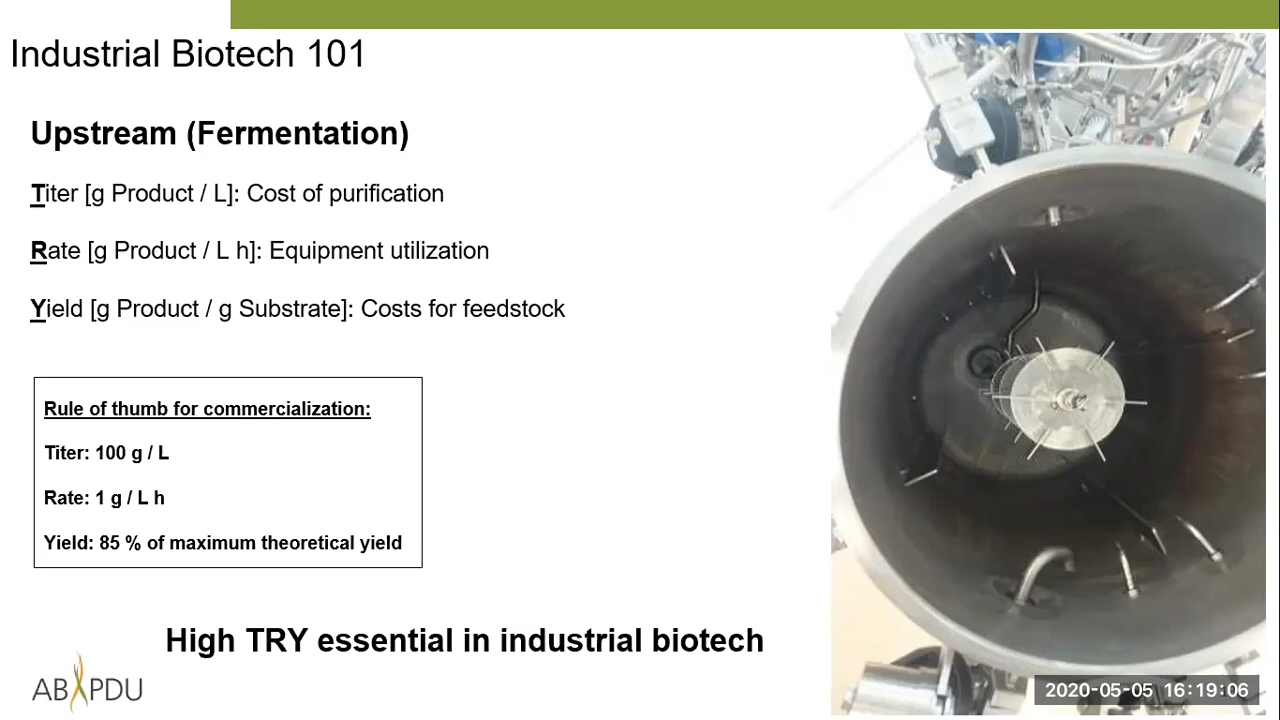 Industrial Biotech 101
Upstream (Fermentation)
Titer [g Product / L]: Cost of purification
Rate [g Product / L h]: Equipment utilization
Yield [g Product / g Substrate]: Costs for feedstock
Rule of thumb for commercialization:
Titer: 100 g / L
Rate: 1 g / L h
Yield: 85 % of maximum theoretical yield
High TRY essential in industrial biotech
AB PDU
2020-05-05 16:19:06